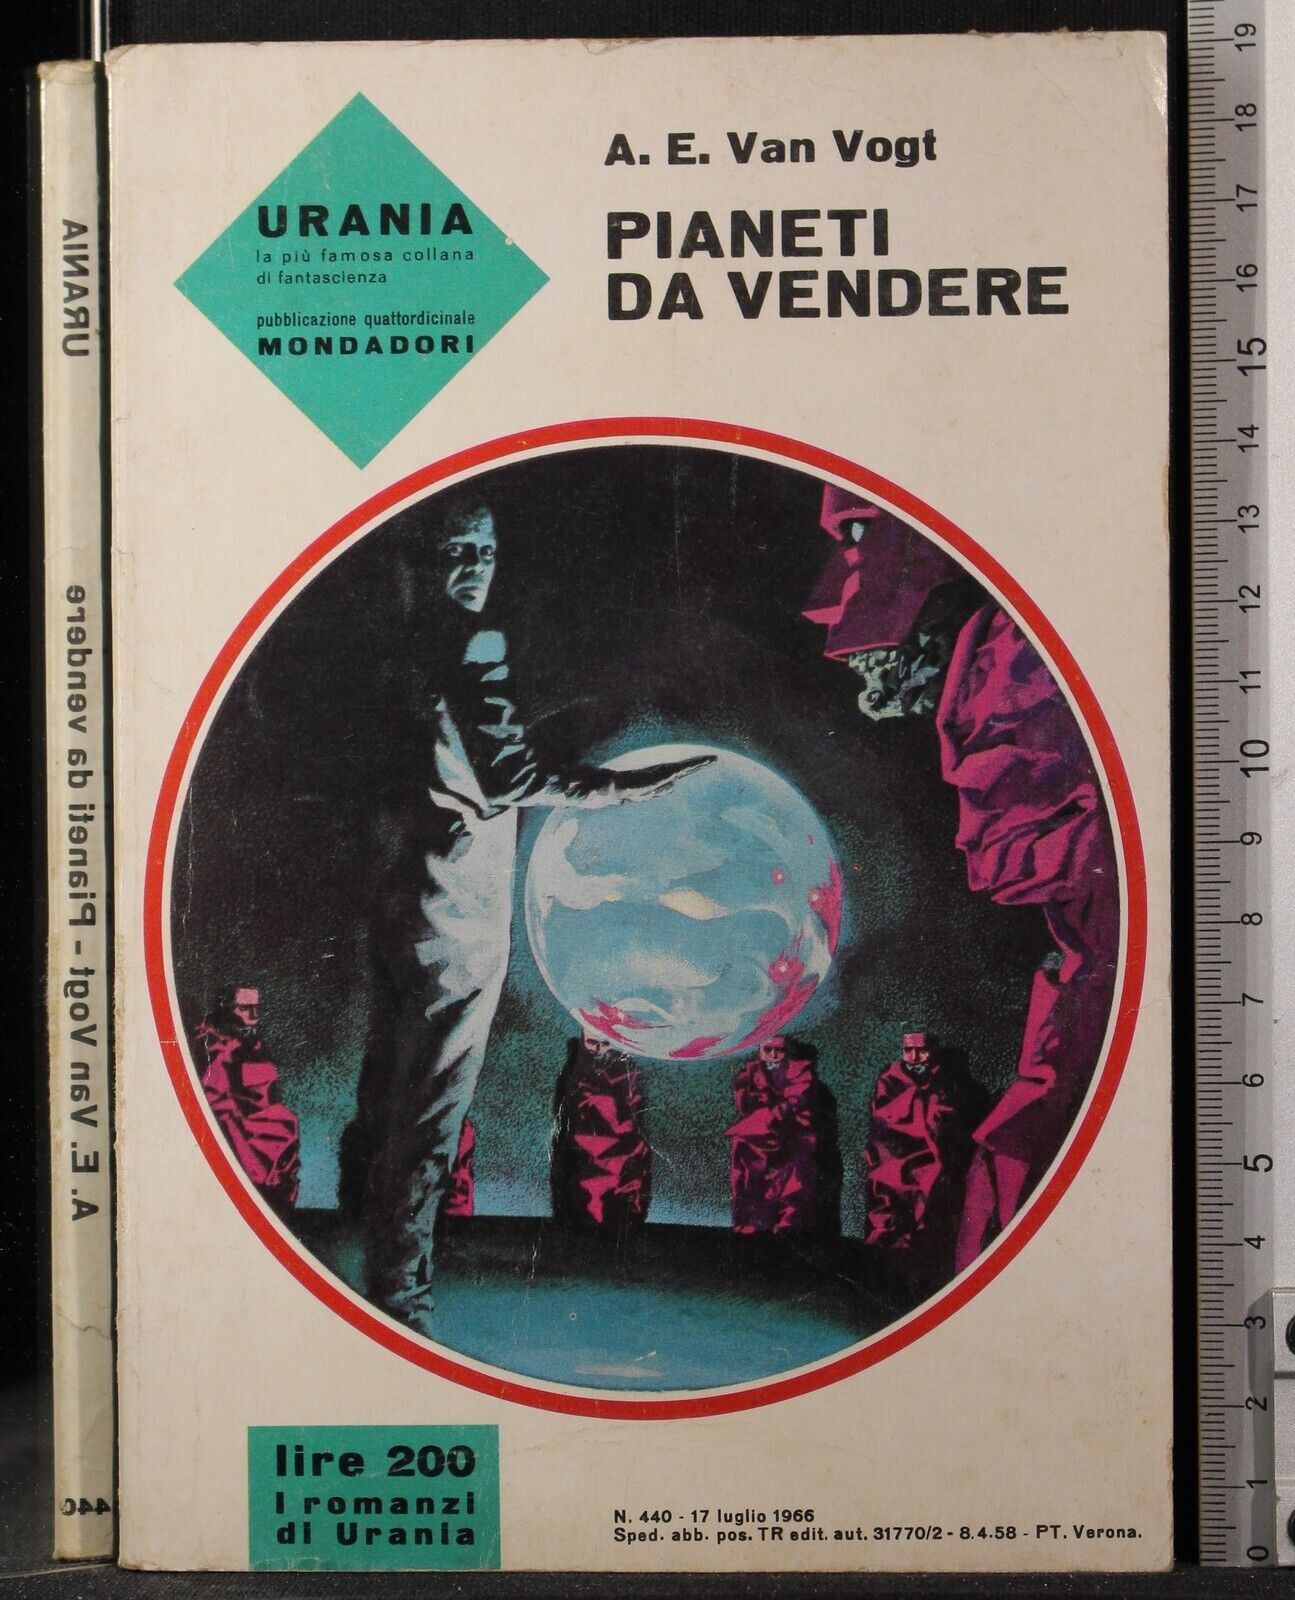 URANIA
la più famosa collana
di fantascienza
pubblicazione quattordicinale
MONDADORI
A. E. Van Vogt
PIANETI
DA VENDERE
lire 200
I romanzi
di Urania
N. 440 - 17 luglio 1966
Sped. abb. pos. TR edit. aut. 31770/2 - 8.4.58 - PT. Verona.
URANIA
A. E. Van Vogt - Pianeti da vendere
440
19
18
17
16
15
14
13
12
11
10
9
8
7
6
5
4
3
2
1
0